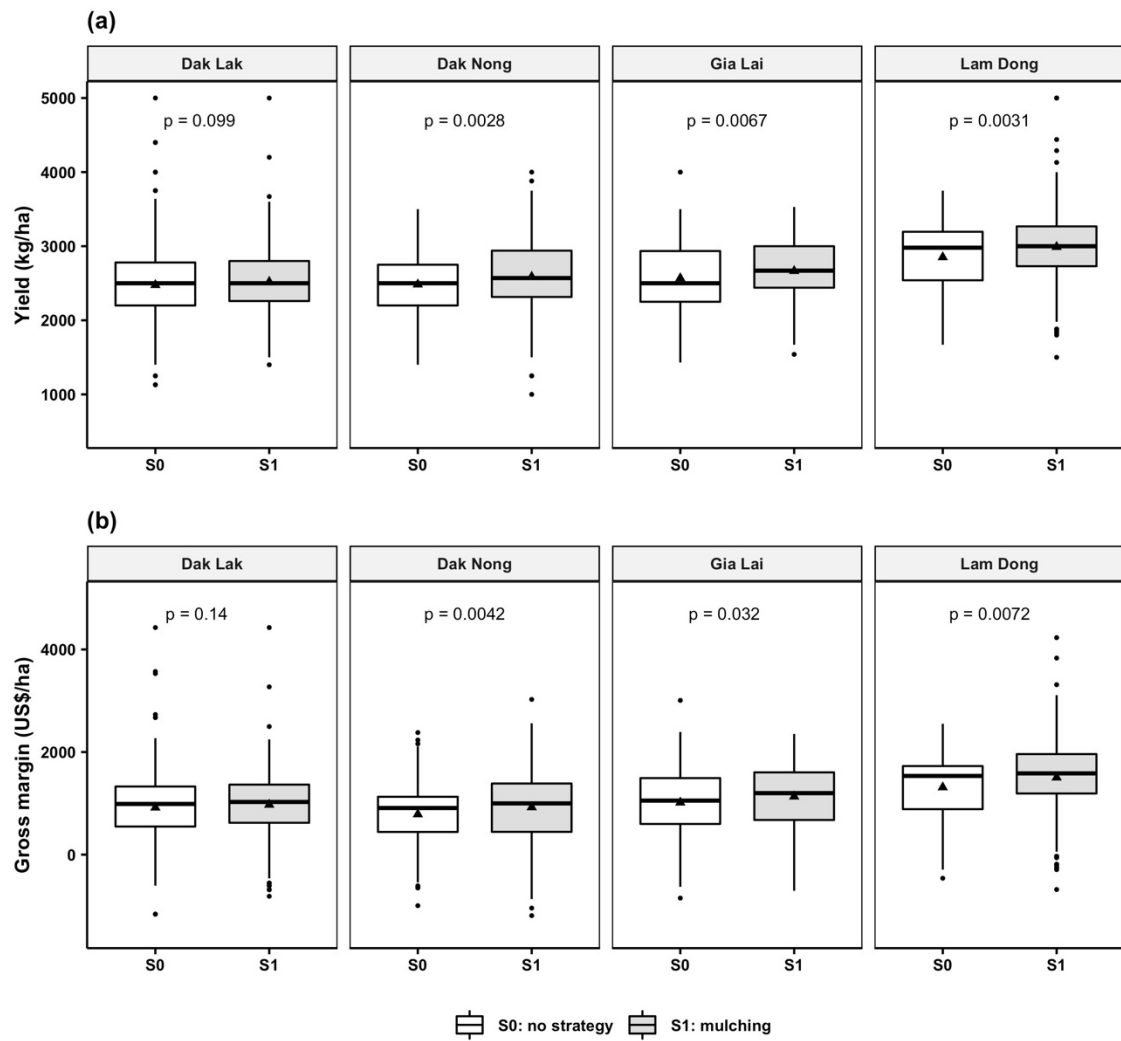 (a)
Dak Lak Dak Nong Gia Lai Lam Dong
p = 0.099 p = 0.0028 p = 0.0067 p = 0.0031
Yield (kg/ha)
5000
4000
3000
2000
1000
S0 S1 S0 S1 S0 S1 S0 S1
(b)
Dak Lak Dak Nong Gia Lai Lam Dong
p = 0.14 p = 0.0042 p = 0.032 p = 0.0072
Gross margin (US$/ha)
4000
2000
0
S0 S1 S0 S1 S0 S1 S0 S1
S0: no strategy S1: mulching